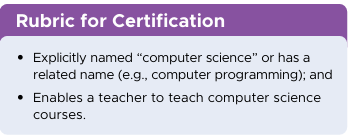 Rubric for Certification
• Explicitly named “computer science” or has a
related name (e.g., computer programming); and
• Enables a teacher to teach computer science
courses.